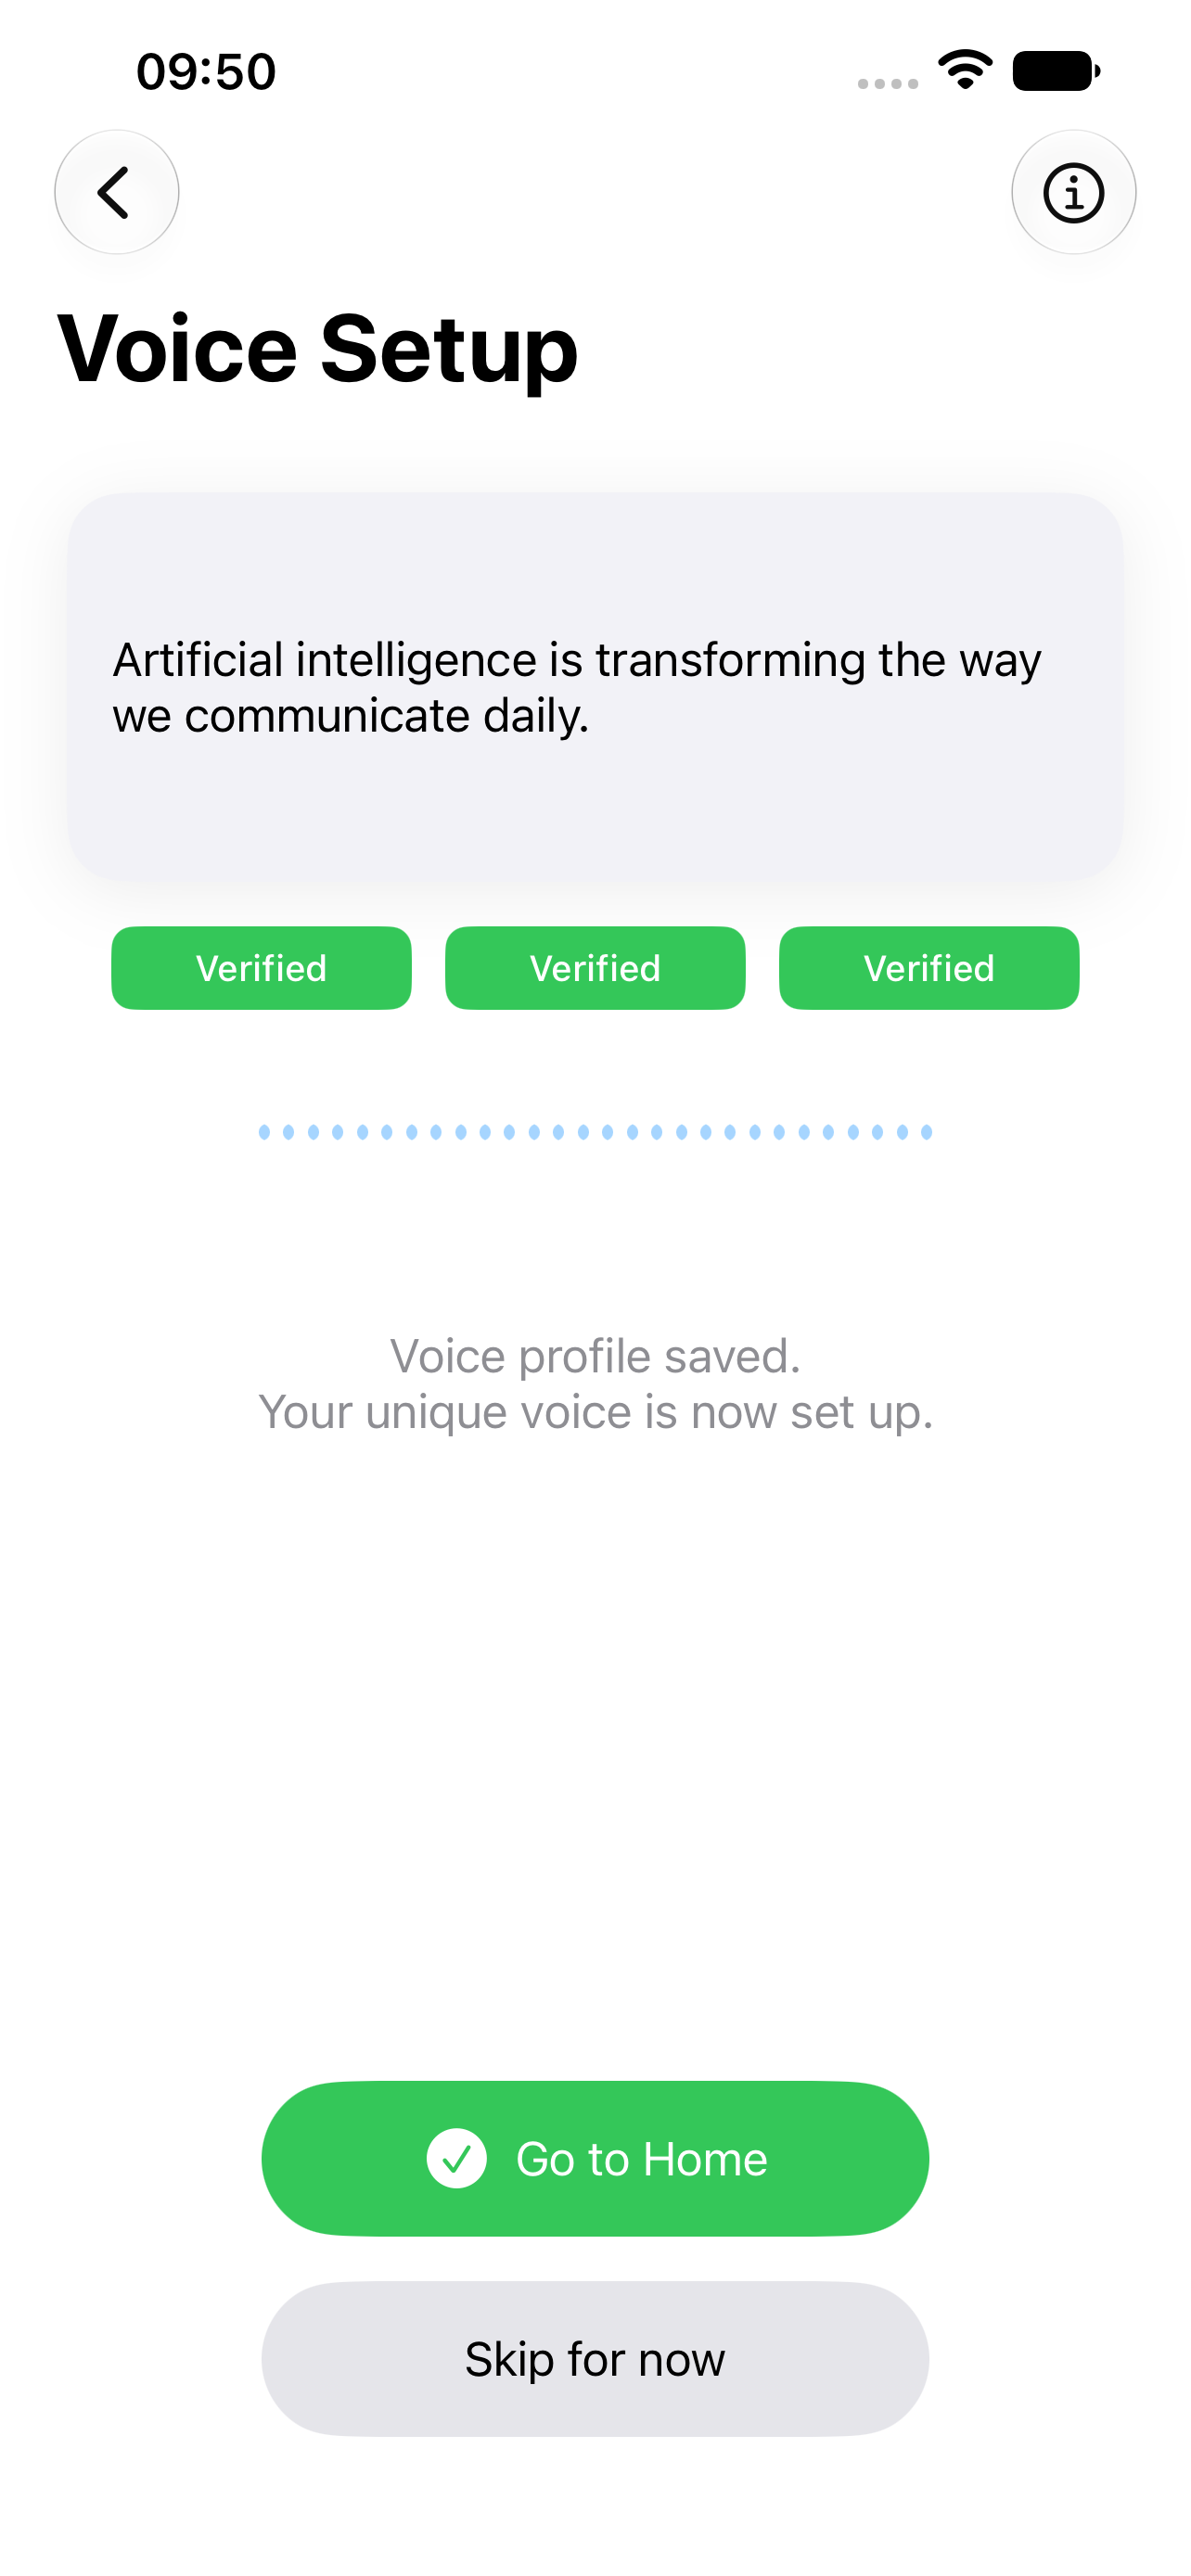 09:50
Voice Setup
Artificial intelligence is transforming the way
we communicate daily.
Verified Verified Verified
Voice profile saved.
Your unique voice is now set up.
Go to Home
Skip for now